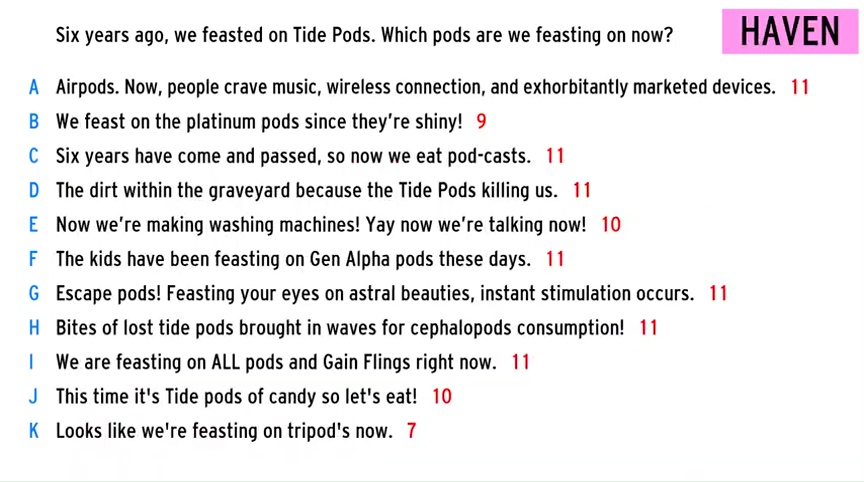 Six years ago, we feasted on Tide Pods. Which pods are we feasting on now?
HAVEN
A Airpods. Now, people crave music, wireless connection, and exhorbitantly marketed devices. 11
B We feast on the platinum pods since they're shiny! 9
C Six years have come and passed, so now we eat pod-casts. 11
D The dirt within the graveyard because the Tide Pods killing us. 11
E Now we're making washing machines! Yay now we're talking now! 10
F The kids have been feasting on Gen Alpha pods these days. 11
G Escape pods! Feasting your eyes on astral beauties, instant stimulation occurs. 11
H Bites of lost tide pods brought in waves for cephalopods consumption! 11
I We are feasting on ALL pods and Gain Flings right now. 11
J This time it's Tide pods of candy so let's eat! 10
K Looks like we're feasting on tripod's now. 7